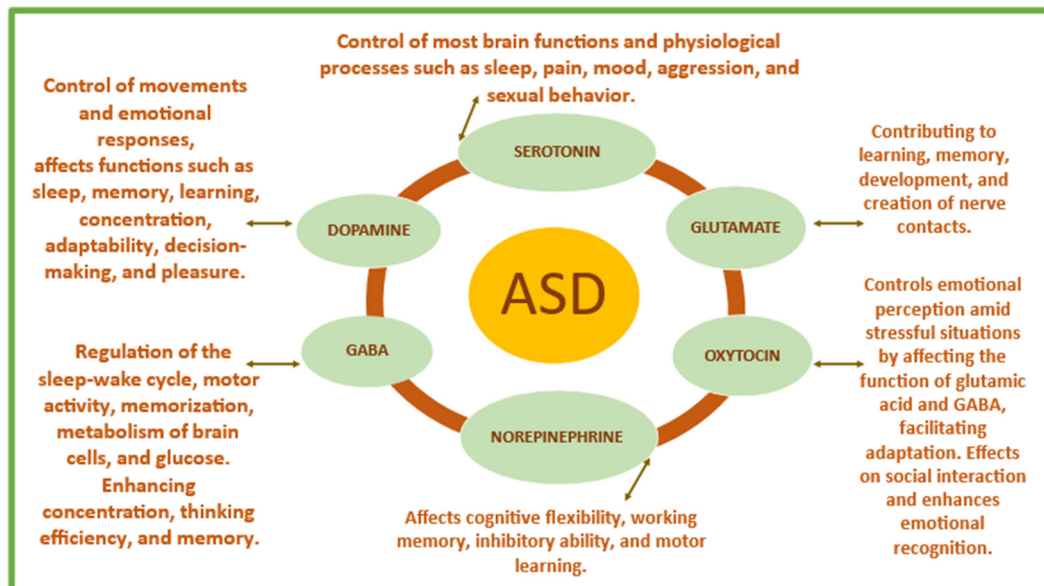 Control of most brain functions and physiological
processes such as sleep, pain, mood, aggression, and
sexual behavior.
Control of movements
and emotional
responses,
affects functions such as
sleep, memory, learning,
concentration,
adaptability, decision-
making, and pleasure.
SEROTONIN
Contributing to
learning, memory,
development, and
creation of nerve
contacts.
DOPAMINE
GLUTAMATE
ASD
Controls emotional
perception amid
stressful situations
by affecting the
function of glutamic
acid and GABA,
facilitating
adaptation. Effects
on social interaction
and enhances
emotional
recognition.
GABA
OXYTOCIN
Regulation of the
sleep-wake cycle, motor
activity, memorization,
metabolism of brain
cells, and glucose.
Enhancing
concentration, thinking
efficiency, and memory.
NOREPINEPHRINE
Affects cognitive flexibility, working
memory, inhibitory ability, and motor
learning.